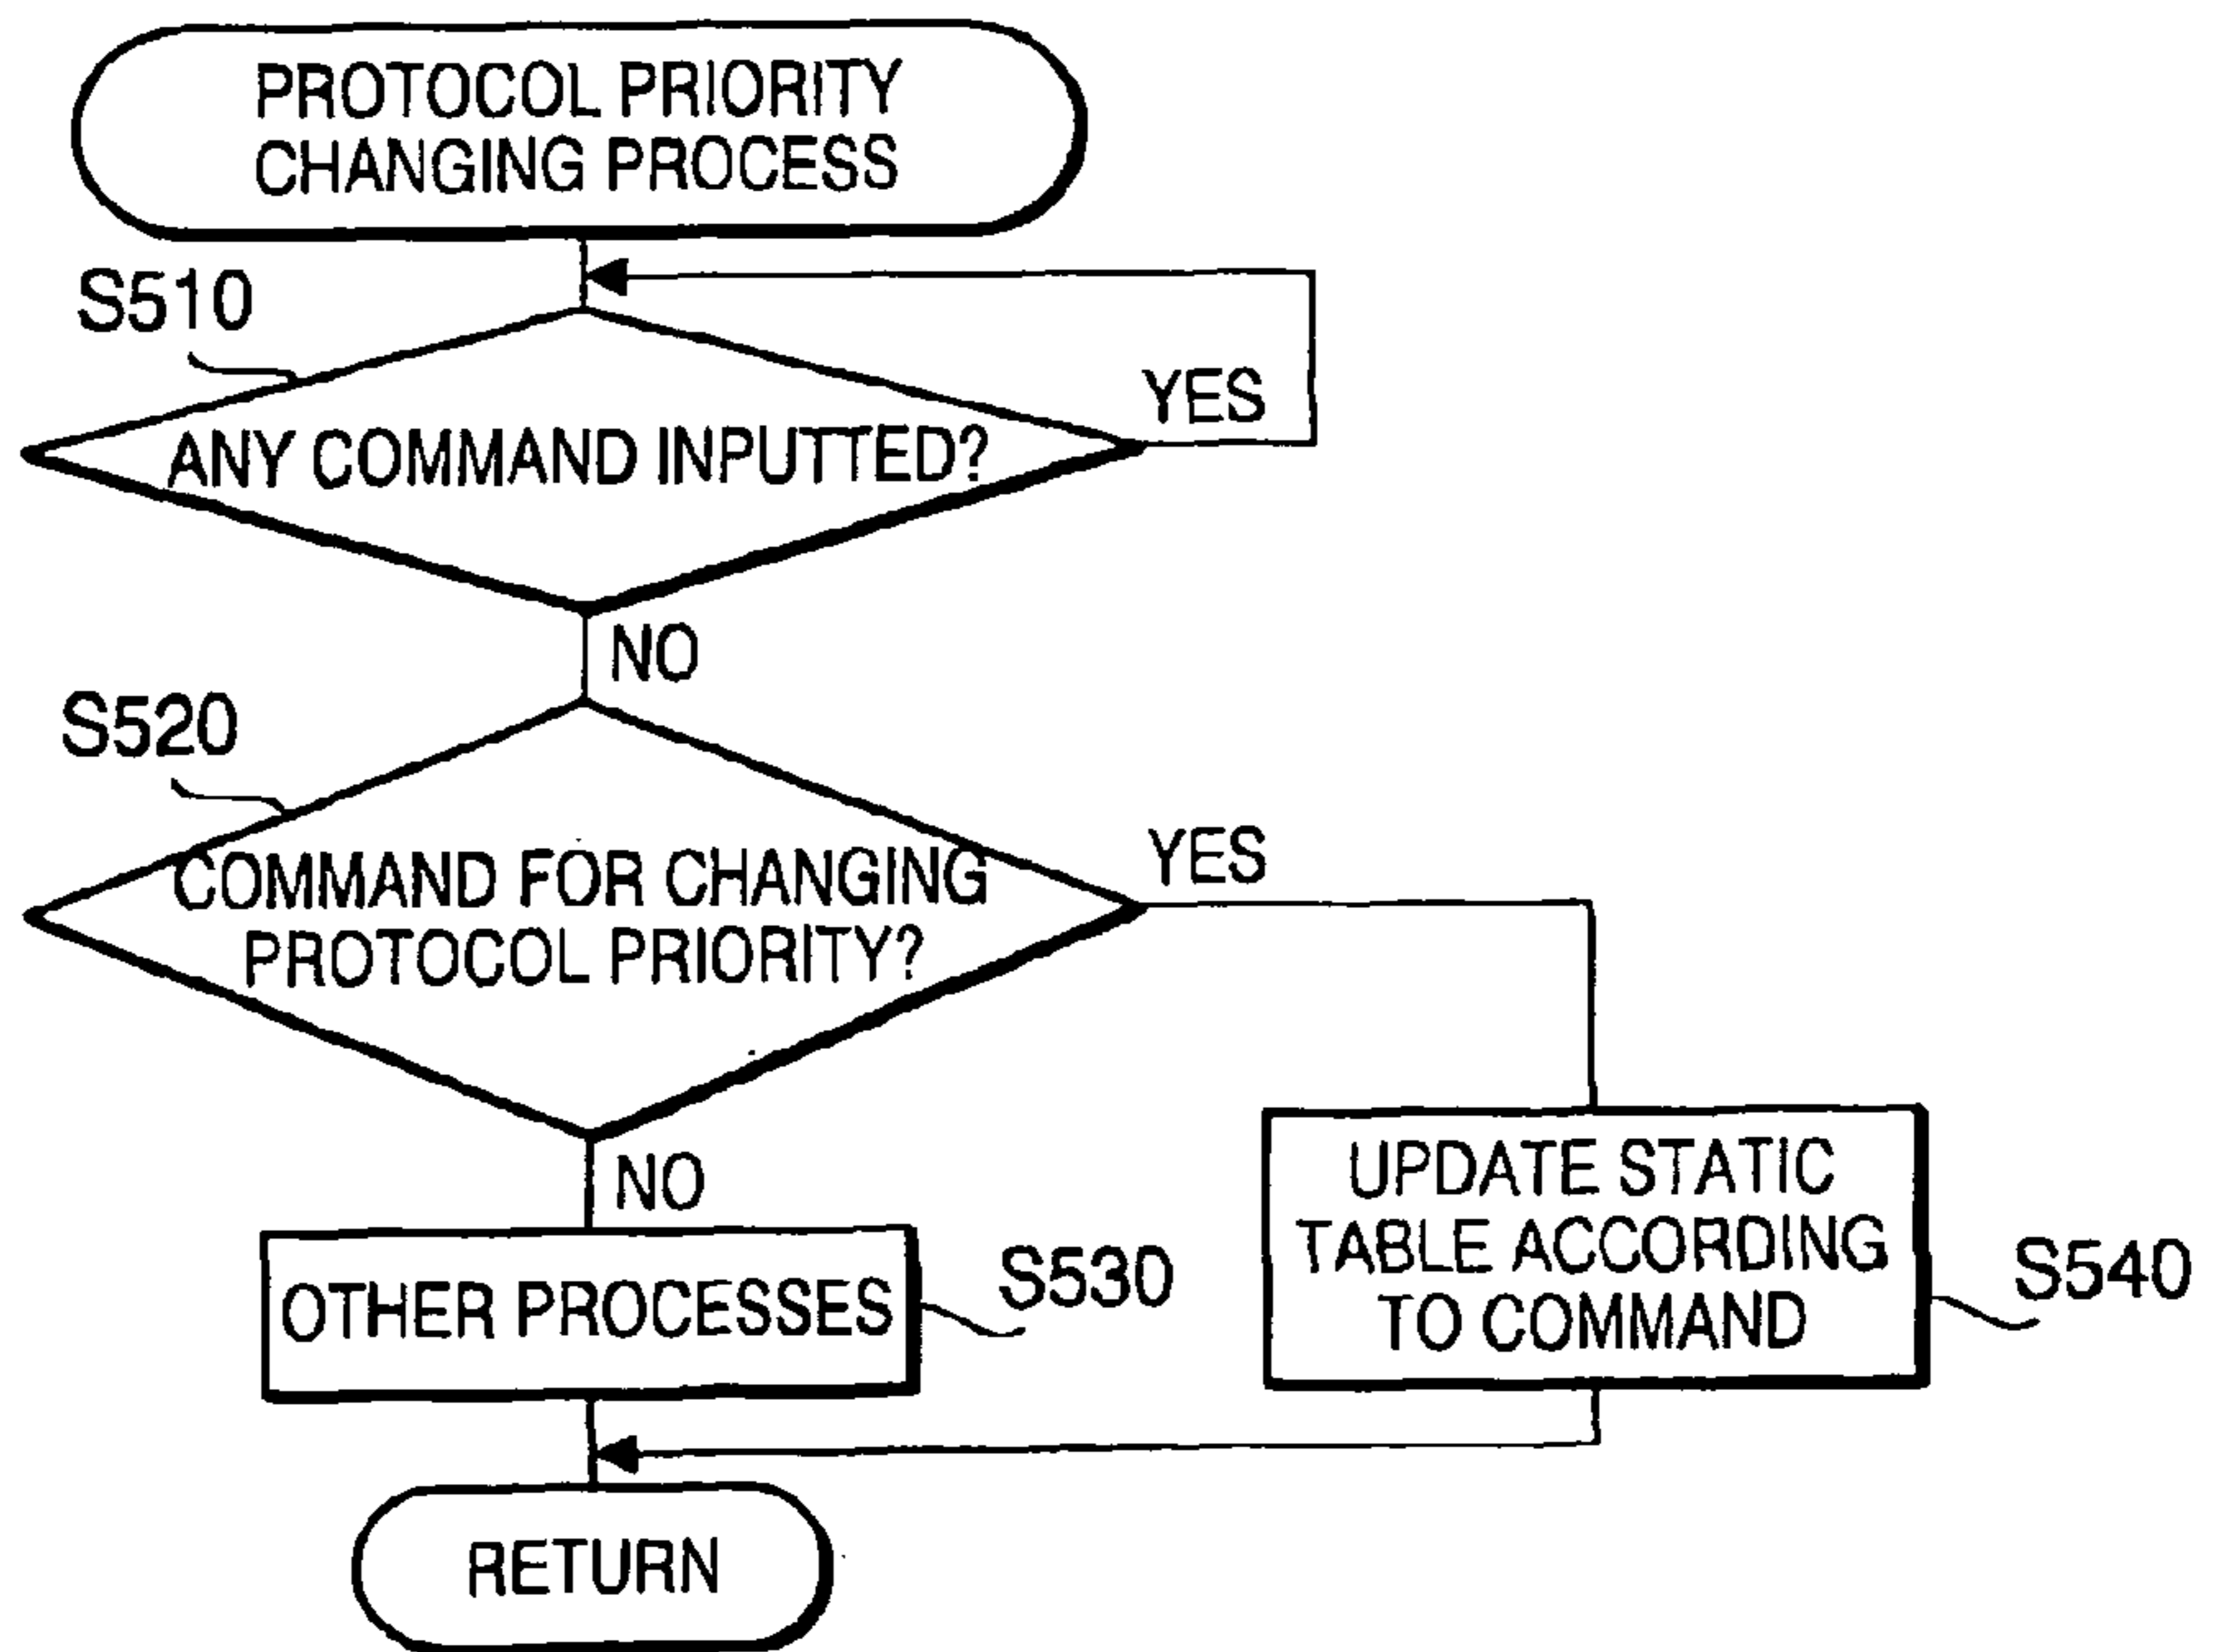 PROTOCOL PRIORITY
CHANGING PROCESS
S510
YES
ANY COMMAND INPUTTED?
NO
S520
YES
COMMAND FOR CHANGING
PROTOCOL PRIORITY?
NO
UPDATE STATIC
TABLE ACCORDING
TO COMMAND
S540
OTHER PROCESSES
S530
RETURN